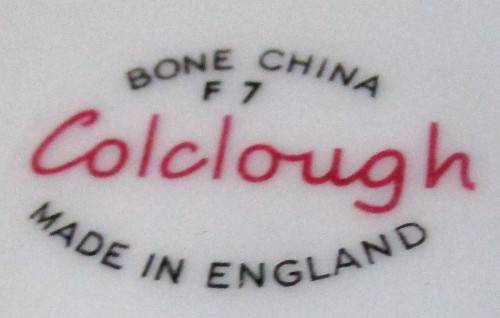 BONE CHINA
F 7
Colclough
MADE IN ENGLAND